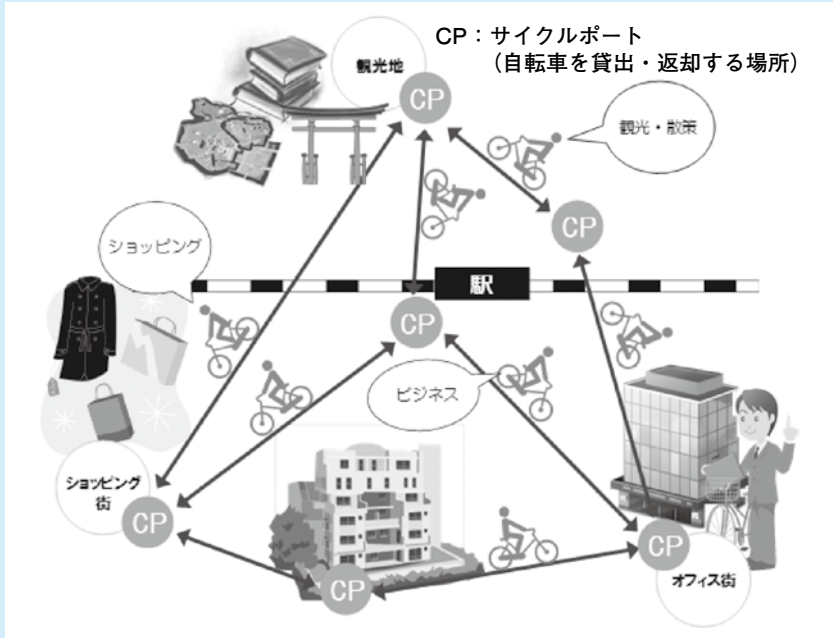 CP：サイクルポート
（自転車を貸出・返却する場所）
観光地
CP
観光・散策
CP
ショッピング
駅
CP
ビジネス
ショッピング
街
CP
CP
CP
オフィス街